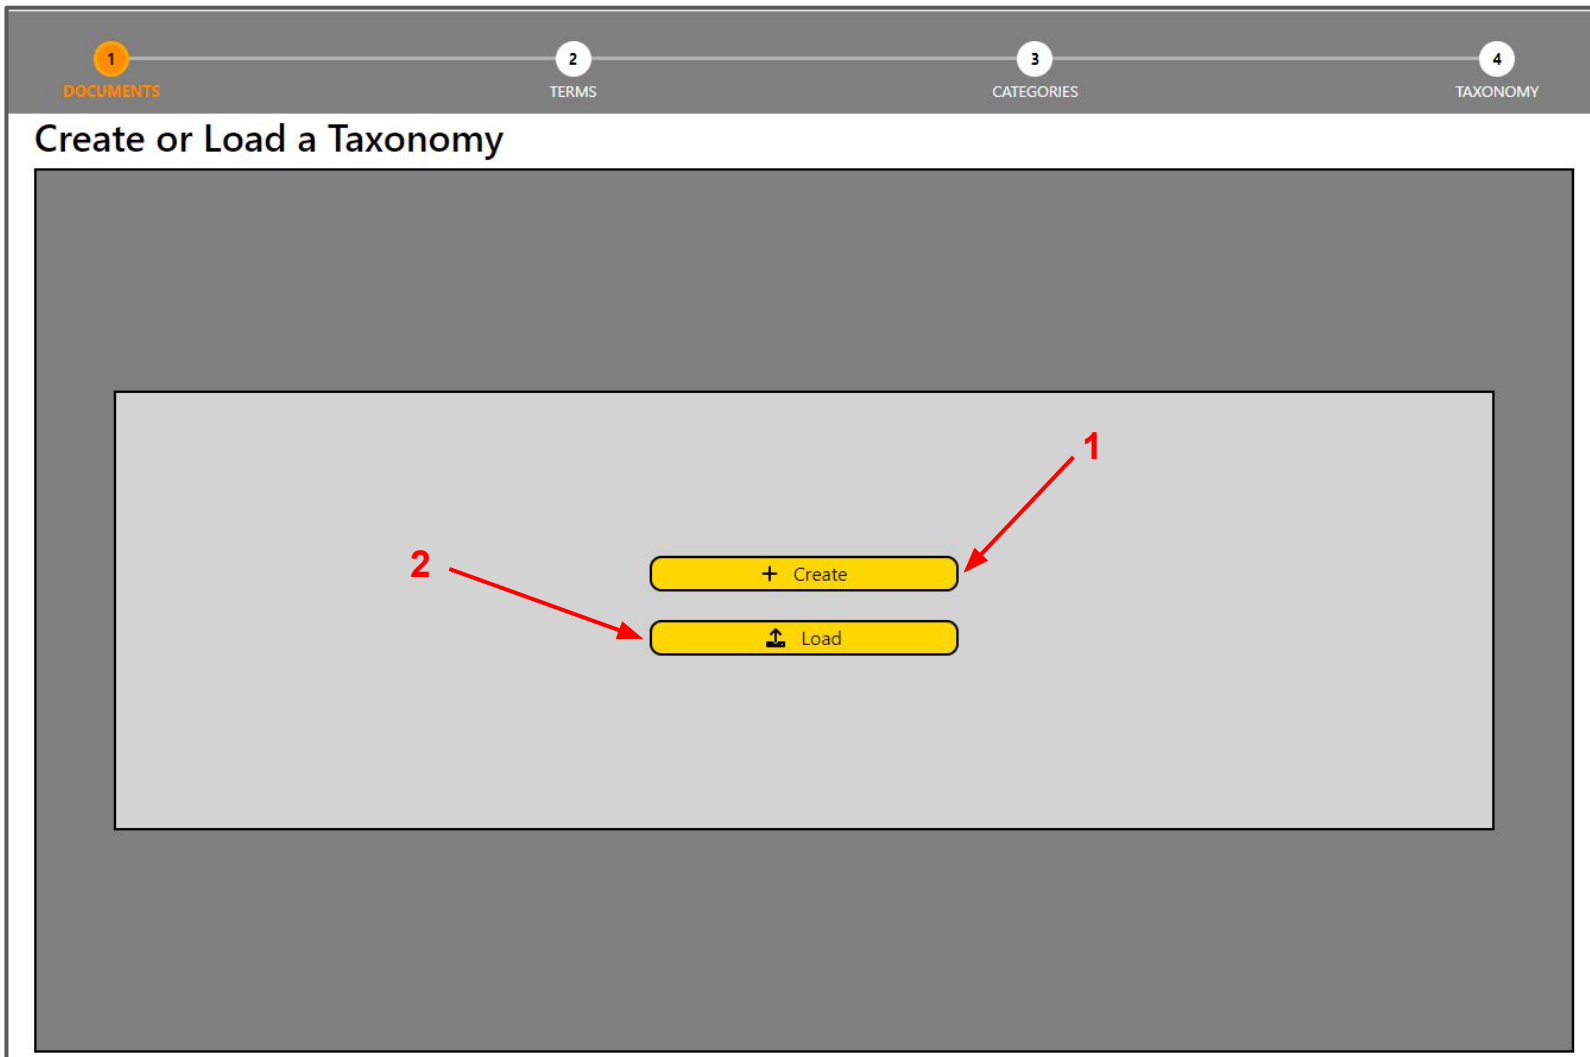 1 2 3 4
DOCUMENTS TERMS CATEGORIES TAXONOMY
Create or Load a Taxonomy
1
2
+ Create
Load